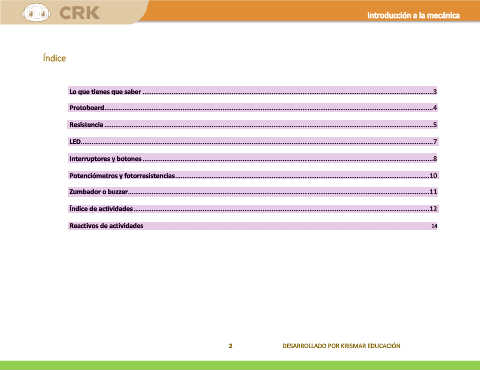 CRK
Introducción a la mecánica
Índice
Lo que tienes que saber ........ 3
Protoboard ........ 4
Resistencia ........ 5
LED ........ 7
Interruptores y botones ........ 8
Potenciómetros y fotorresistencias ........ 10
Zumbador o buzzer ........ 11
Índice de actividades ........ 12
Reactivos de actividades 14
2 DESARROLLADO POR KRISMAR EDUCACIÓN